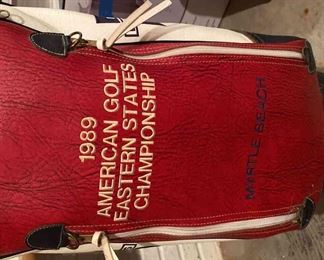 1989
AMERICAN GOLF
EASTERN STATES
CHAMPIONSHIP
MYRTLE BEACH